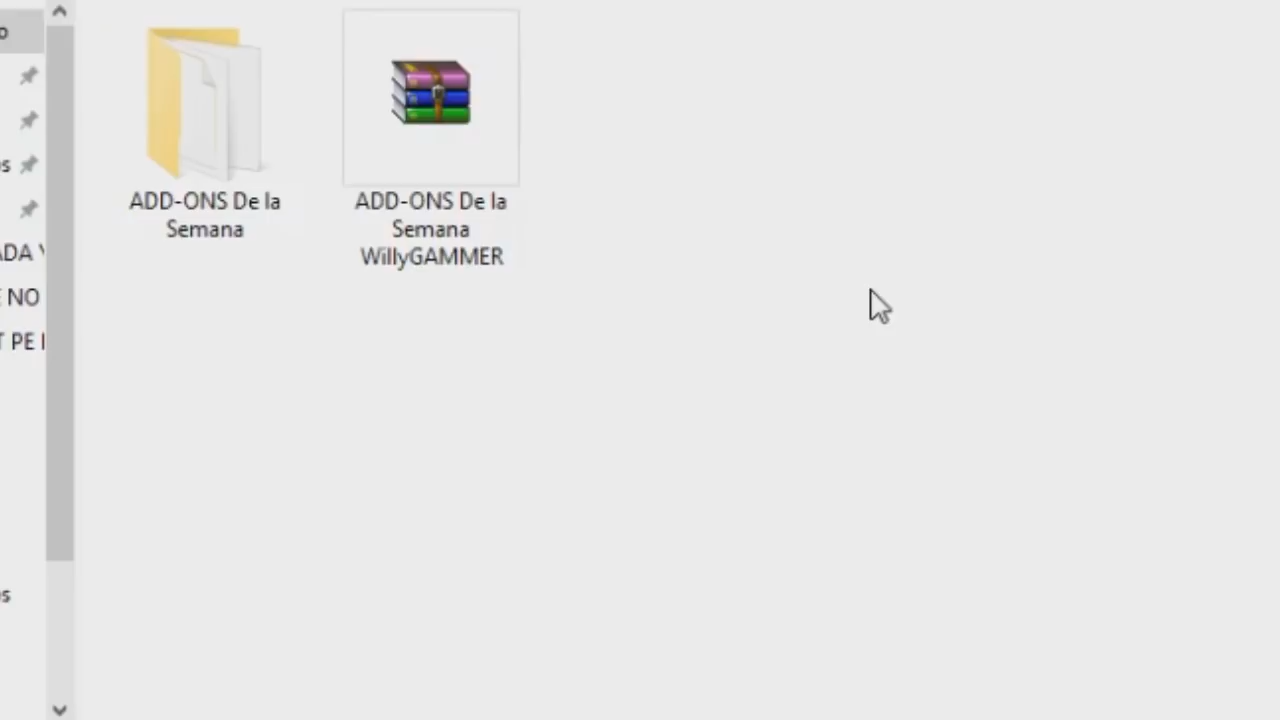 ADD-ONS De la
Semana
ADD-ONS De la
Semana
WillyGAMMER
NO
PE